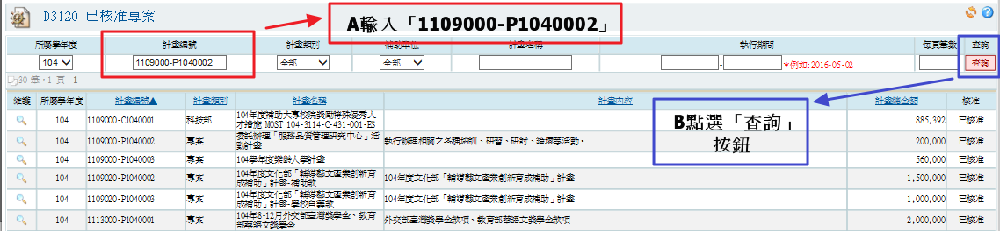 D3120 已核准專案
A輸入「1109000-P1040002」
所屬學年度 計畫編號 計畫類別 補助單位 計畫名稱 執行期間 每頁筆數 查詢
104 1109000-P1040002 全部 全部 - *例如:2016-05-02 查詢
30 筆，1 頁 1
B點選「查詢」
按鈕
維護 所屬學年度 計畫編號▲ 計畫類別 計畫名稱 計畫內容 計畫總金額 核准
104 1109000-C1040001 科技部 104年度補助大專校院獎勵特殊優秀人
才措施 MOST 104-3114-C-431-001-ES 885,392 已核准
104 1109000-P1040002 專案 委託辦理「服務品質管理研究中心」活
動計畫 執行辦理相關之各種培訓、研習、研討、論壇等活動。 200,000 已核准
104 1109000-P1040003 專案 104學年度樂齡大學計畫 560,000 已核准
104 1109020-P1040002 專案 104年度文化部「輔導藝文產業創新育
成補助」計畫-補助款 104年度文化部「輔導藝文產業創新育成補助」計畫 1,500,000 已核准
104 1109020-P1040003 專案 104年度文化部「輔導藝文產業創新育
成補助」計畫-學校自籌款 104年度文化部「輔導藝文產業創新育成補助」計畫 1,000,000 已核准
104 1113000-P1040001 專案 104年8-12月外交部臺灣獎學金、教育
部華語文獎學金款項 外交部臺灣獎學金款項、教育部華語文獎學金款項 2,000,000 已核准